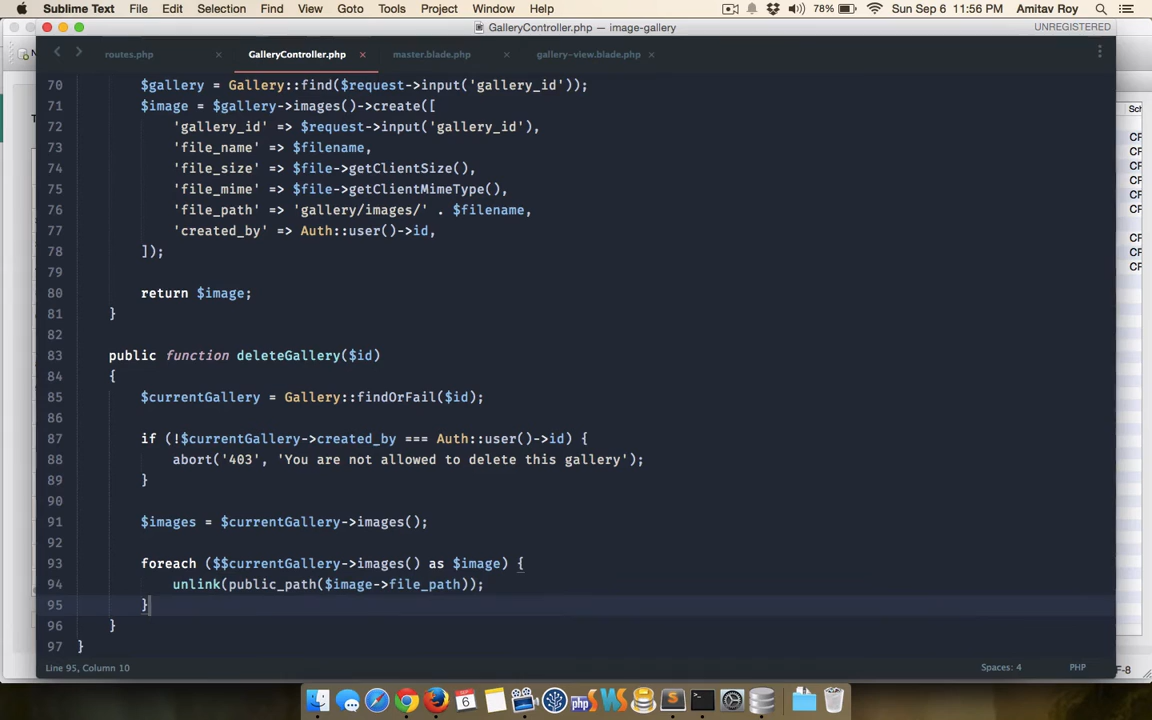 Sublime Text File Edit Selection Find View Goto Tools Project Window Help 78% Sun Sep 6 11:56 PM Amitav Roy
GalleryController.php — image-gallery UNREGISTERED
routes.php × GalleryController.php × master.blade.php × gallery-view.blade.php ×
70 $gallery = Gallery::find($request->input('gallery_id'));
71 $image = $gallery->images()->create([
72 'gallery_id' => $request->input('gallery_id'),
73 'file_name' => $filename,
74 'file_size' => $file->getClientSize(),
75 'file_mime' => $file->getClientMimeType(),
76 'file_path' => 'gallery/images/' . $filename,
77 'created_by' => Auth::user()->id,
78 ]);
79
80 return $image;
81 }
82
83 public function deleteGallery($id)
84 {
85 $currentGallery = Gallery::findOrFail($id);
86
87 if (!$currentGallery->created_by === Auth::user()->id) {
88 abort('403', 'You are not allowed to delete this gallery');
89 }
90
91 $images = $currentGallery->images();
92
93 foreach ($$currentGallery->images() as $image) {
94 unlink(public_path($image->file_path));
95 }
96 }
97 }
Line 95, Column 10 Spaces: 4 PHP